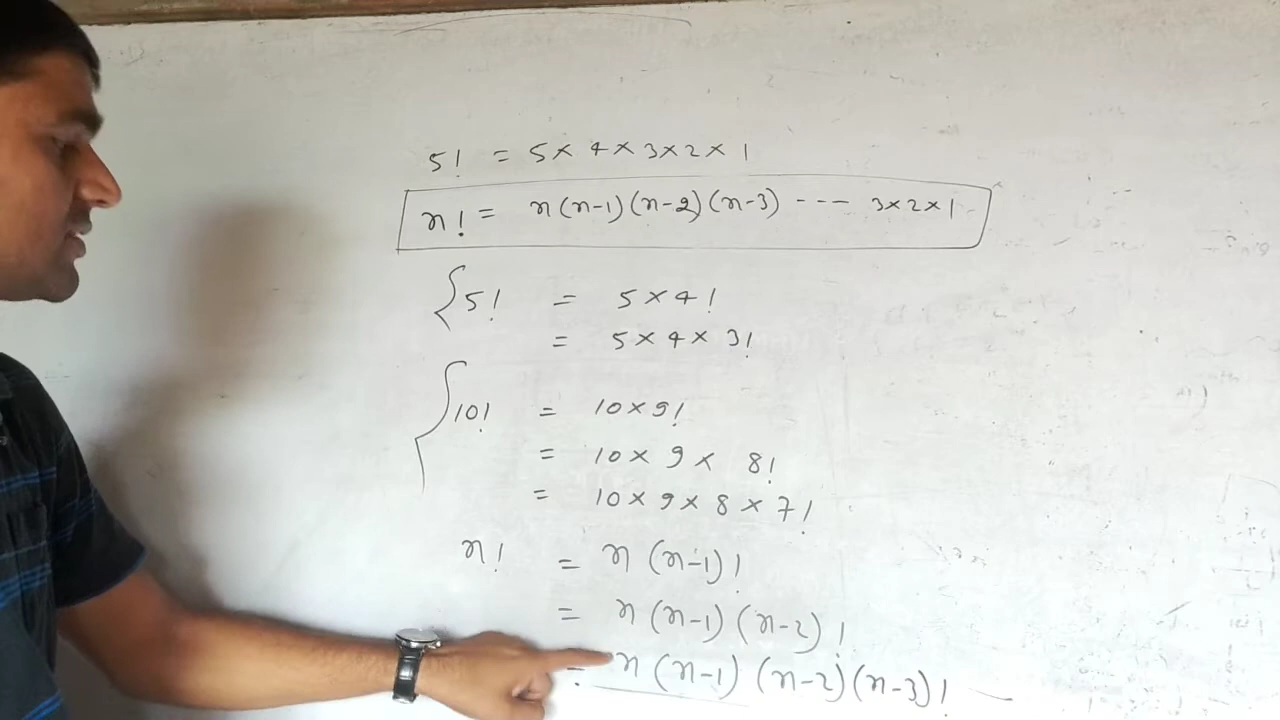 5! = 5 × 4 × 3 × 2 × 1
n! = n(n-1)(n-2)(n-3) ---- 3×2×1
5! = 5 × 4!
= 5 × 4 × 3!
10! = 10 × 9!
= 10 × 9 × 8!
= 10 × 9 × 8 × 7!
n! = n(n-1)!
= n(n-1)(n-2)!
= n(n-1)(n-2)(n-3)!